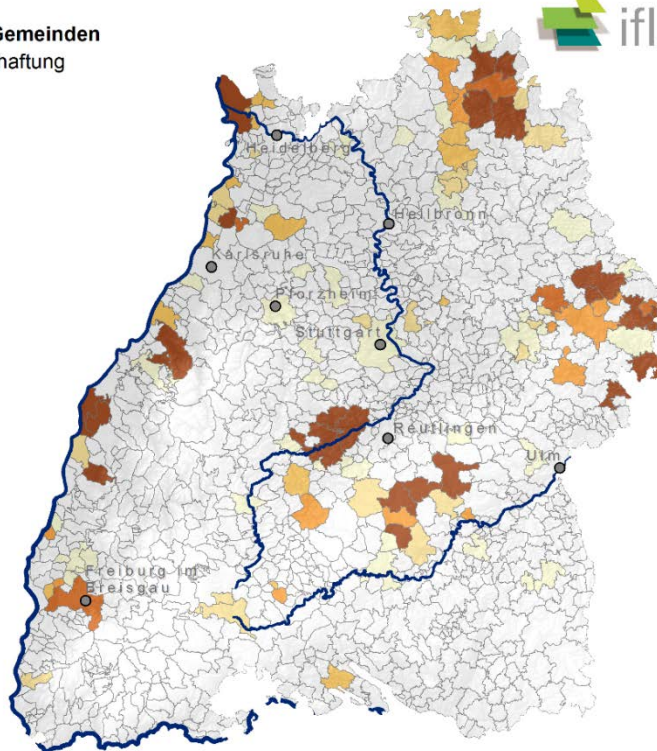 Gemeinden
haftung
ifl
Heidelberg
Heilbronn
Karlsruhe
Pforzheim
Stuttgart
Reutlingen
Ulm
Freiburg im
Breisgau